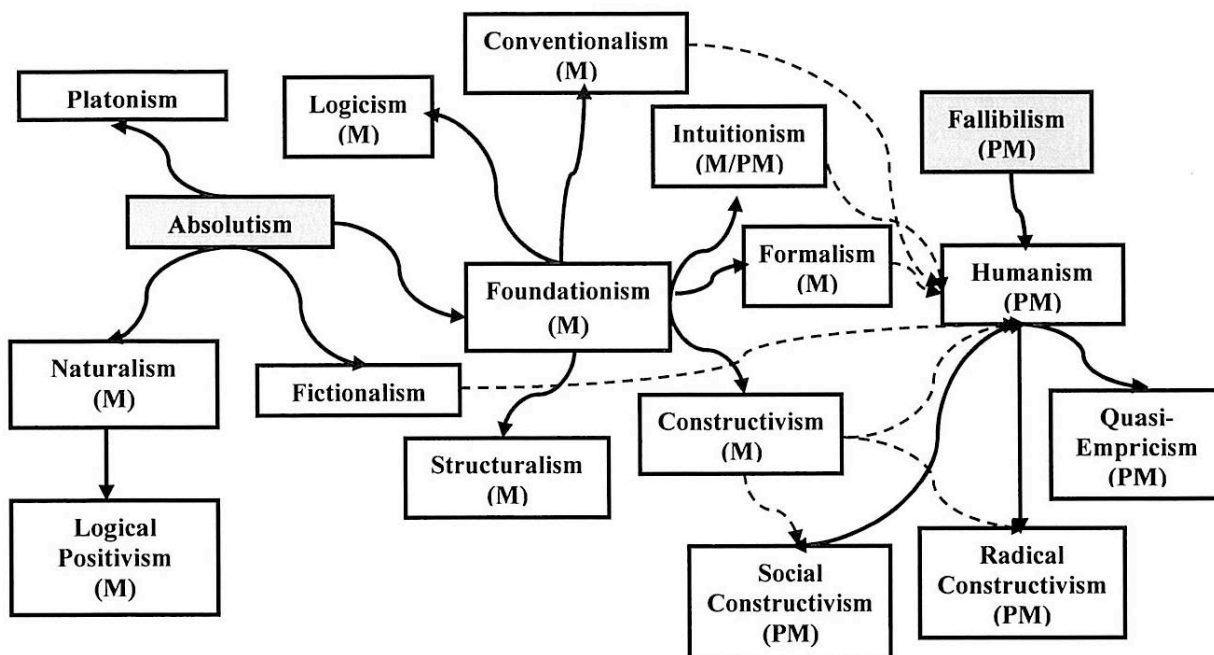 Conventionalism
(M)
Platonism
Logicism
(M)
Intuitionism
(M/PM)
Fallibilism
(PM)
Absolutism
Formalism
(M)
Humanism
(PM)
Foundationism
(M)
Naturalism
(M)
Fictionalism
Constructivism
(M)
Quasi-
Empricism
(PM)
Structuralism
(M)
Logical
Positivism
(M)
Social
Constructivism
(PM)
Radical
Constructivism
(PM)